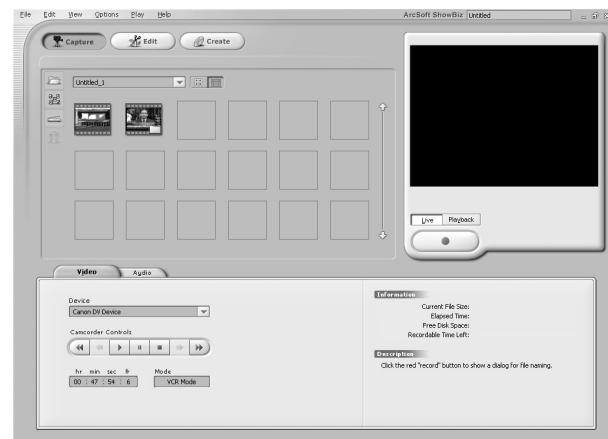 File Edit View Options Play Help
ArcSoft ShowBiz Untitled
Capture Edit Create
Untitled_1
Live Playback
Video Audio
Device
Canon DV Device
Camcorder Controls
hr min sec fr Mode
00 : 47 : 54 : 6 VCR Mode
Information
Current File Size:
Elapsed Time:
Free Disk Space:
Recordable Time Left:
Description
Click the red "record" button to show a dialog for file naming.